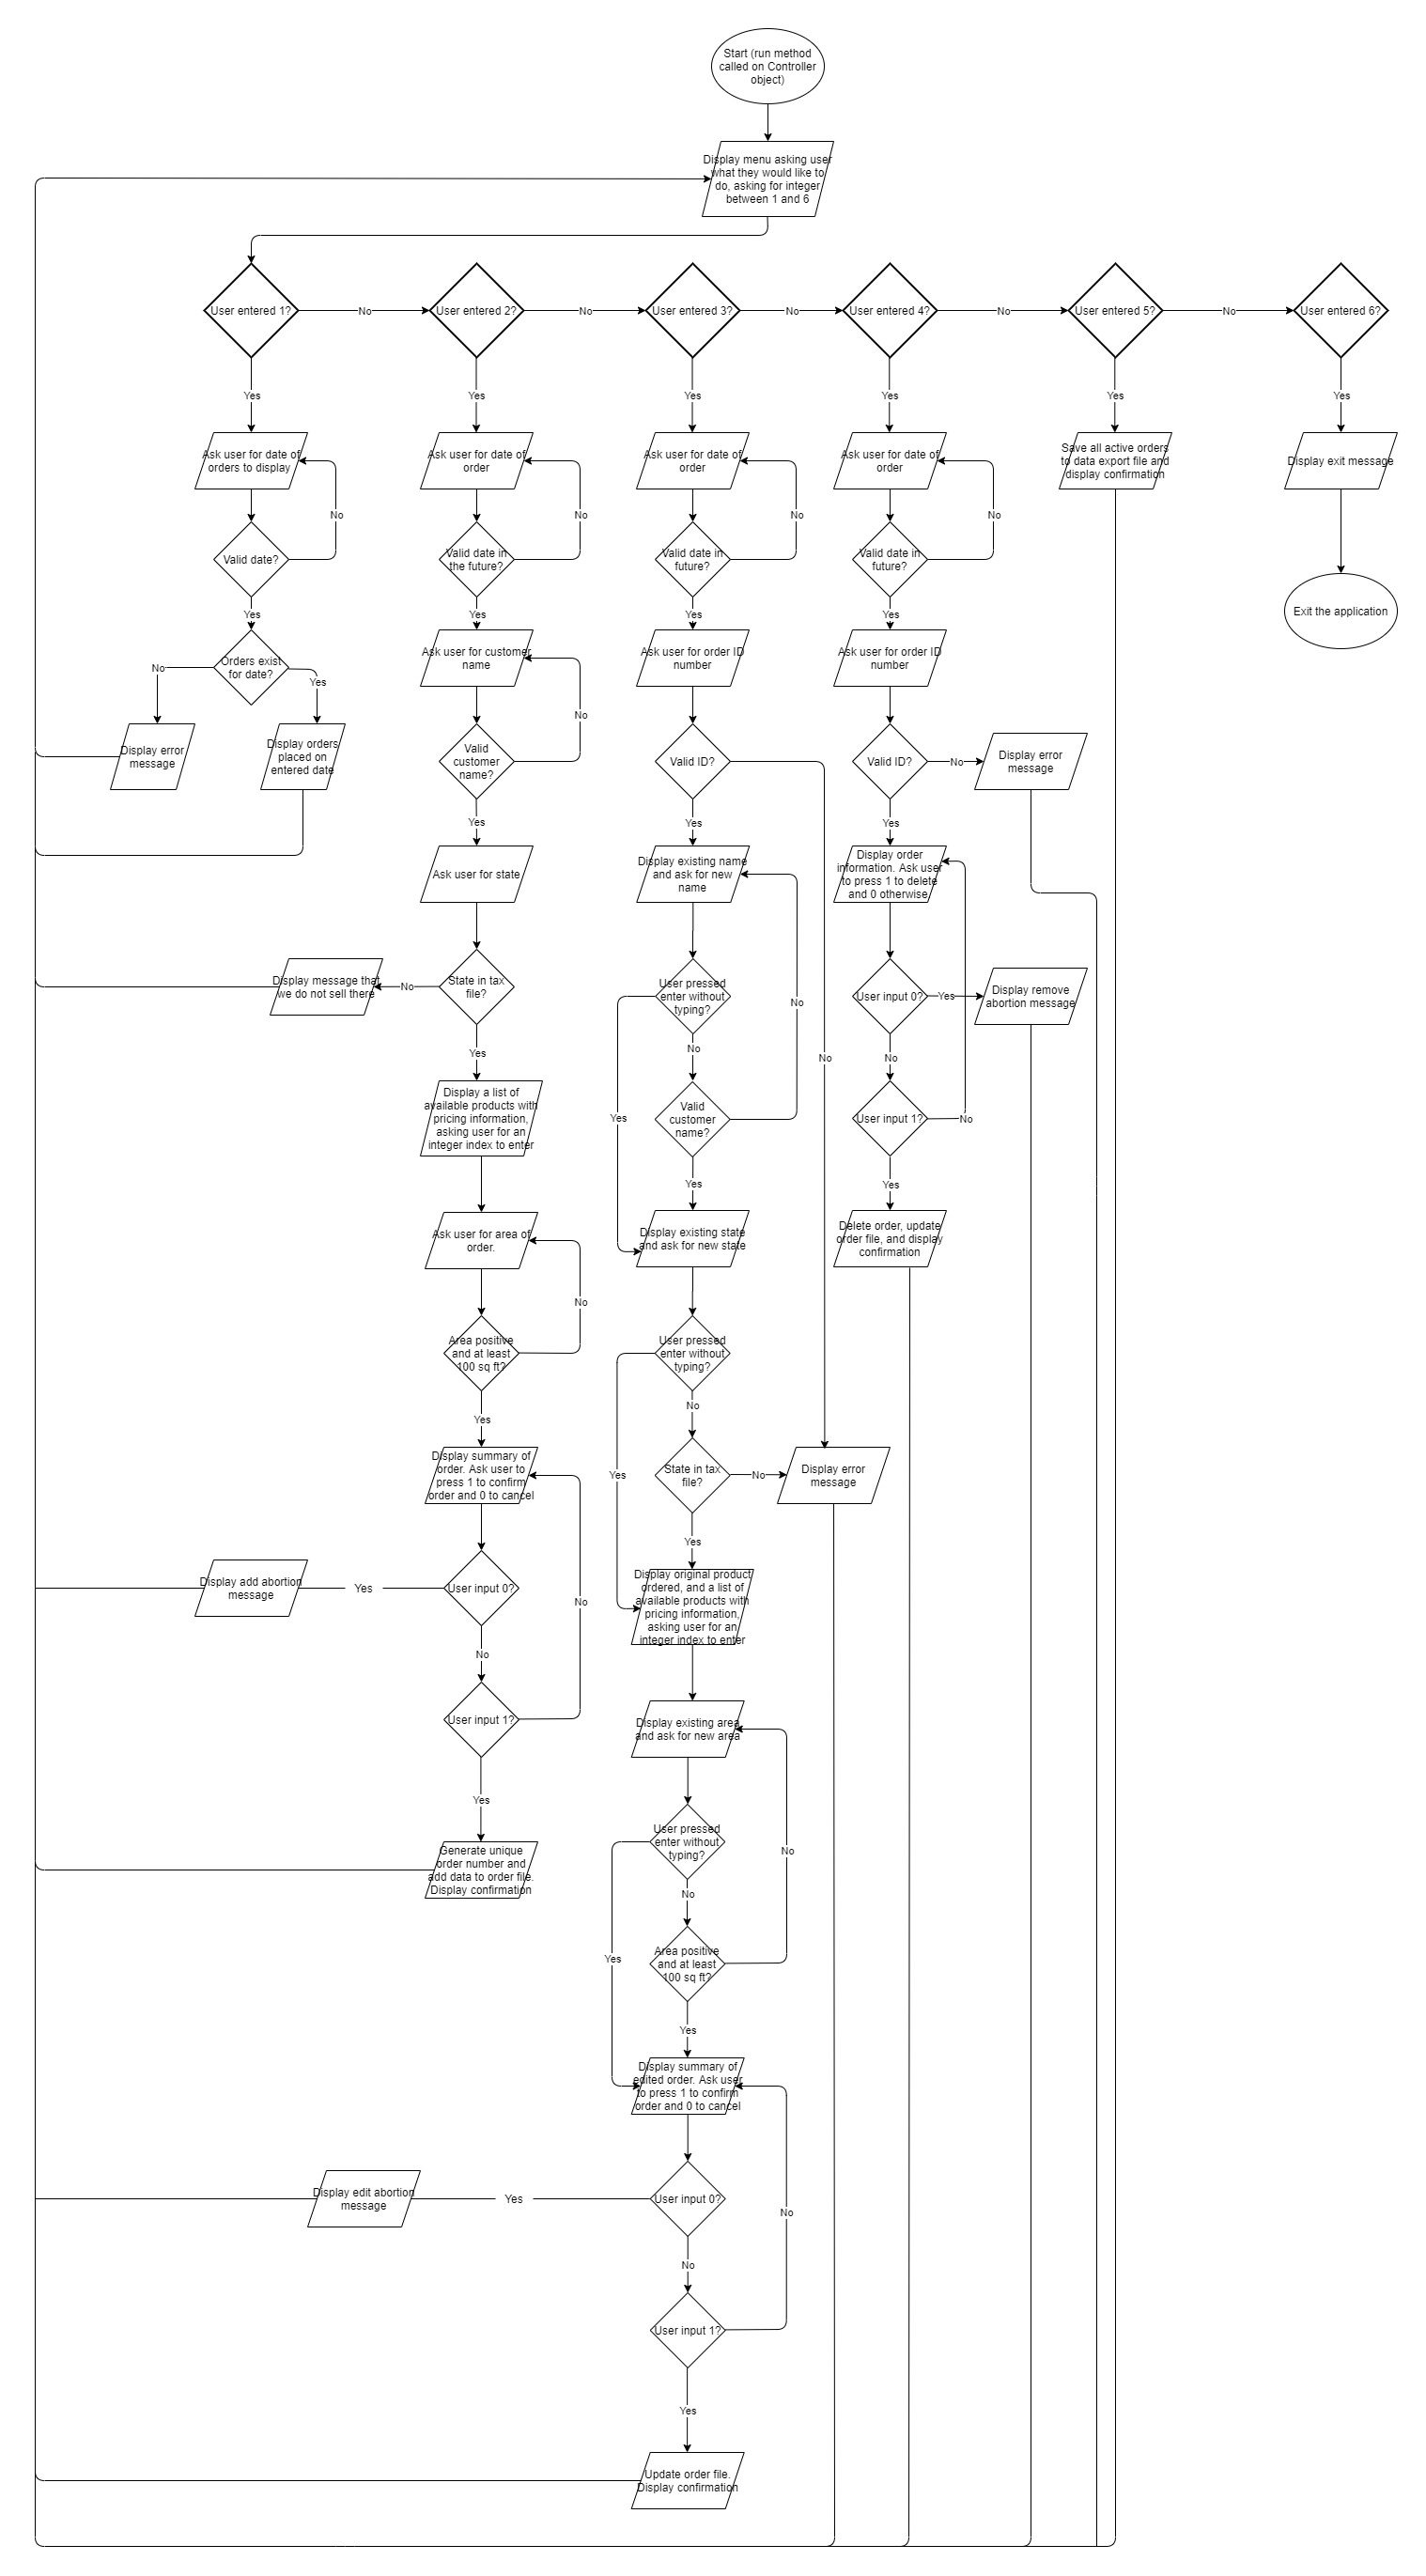 Start (run method
called on Controller
object)
Display menu asking user
what they would like to
do, asking for integer
between 1 and 6
User entered 1?
No
User entered 2?
No
User entered 3?
No
User entered 4?
No
User entered 5?
No
User entered 6?
Yes
Yes
Yes
Yes
Yes
Yes
Ask user for date of
orders to display
No
Valid date?
Yes
Orders exist
for date?
No
Yes
Display error
message
Display orders
placed on
entered date
Ask user for date of
order
No
Valid date in
the future?
Yes
Ask user for customer
name
No
Valid
customer
name?
Yes
Ask user for state
State in tax
file?
No
Display message that
we do not sell there
Yes
Display a list of
available products with
pricing information,
asking user for an
integer index to enter
Ask user for area of
order.
No
Area positive
and at least
100 sq ft?
Yes
Display summary of
order. Ask user to
press 1 to confirm
order and 0 to cancel
User input 0?
Yes
Display add abortion
message
No
No
User input 1?
Yes
Generate unique
order number and
add data to order file.
Display confirmation
Ask user for date of
order
No
Valid date in
future?
Yes
Ask user for order ID
number
Valid ID?
No
Yes
Display existing name
and ask for new
name
User pressed
enter without
typing?
No
No
Yes
Valid
customer
name?
Yes
Display existing state
and ask for new state
User pressed
enter without
typing?
No
Yes
State in tax
file?
No
Display error
message
Yes
Display original product
ordered, and a list of
available products with
pricing information,
asking user for an
integer index to enter
Display existing area
and ask for new area
User pressed
enter without
typing?
No
No
Yes
Area positive
and at least
100 sq ft?
Yes
Display summary of
edited order. Ask user
to press 1 to confirm
order and 0 to cancel
User input 0?
Yes
Display edit abortion
message
No
No
User input 1?
Yes
Update order file.
Display confirmation
Ask user for date of
order
No
Valid date in
future?
Yes
Ask user for order ID
number
Valid ID?
No
Display error
message
Yes
Display order
information. Ask user
to press 1 to delete
and 0 otherwise
User input 0?
Yes
Display remove
abortion message
No
User input 1?
No
Yes
Delete order, update
order file, and display
confirmation
Save all active orders
to data export file and
display confirmation
Display exit message
Exit the application